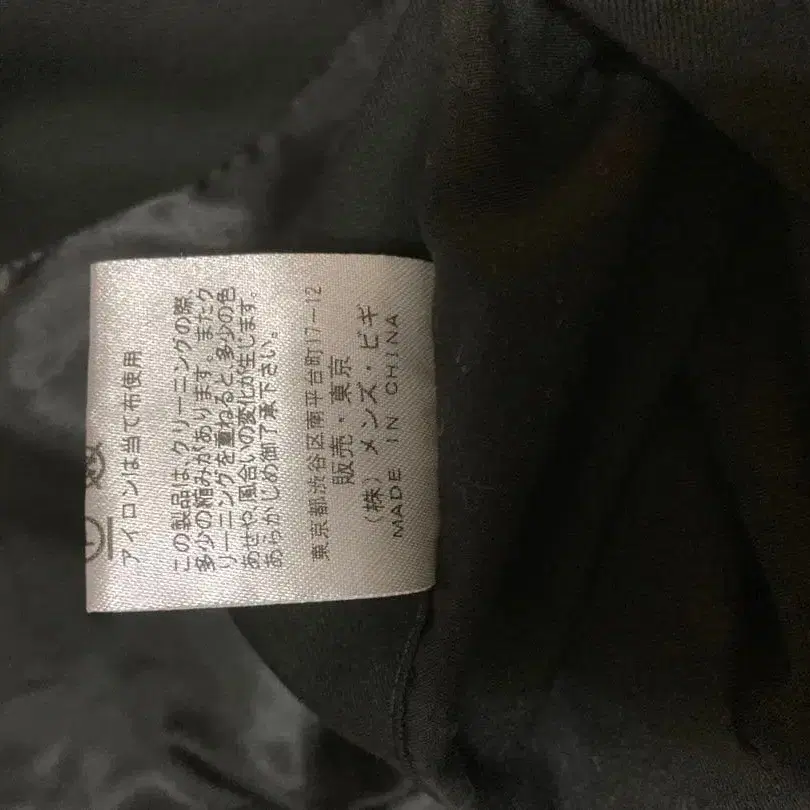 アイロンは当て布使用
この製品は、クリーニングの際、
多少の縮みがあります。またク
リーニングを重ねると、多少の色
あせや、風合いの変化が生じます。
あらかじめ御了承下さい。
東京都渋谷区南平台町17-12
販売・東京
(株) メンズ・ビギ
MADE IN CHINA